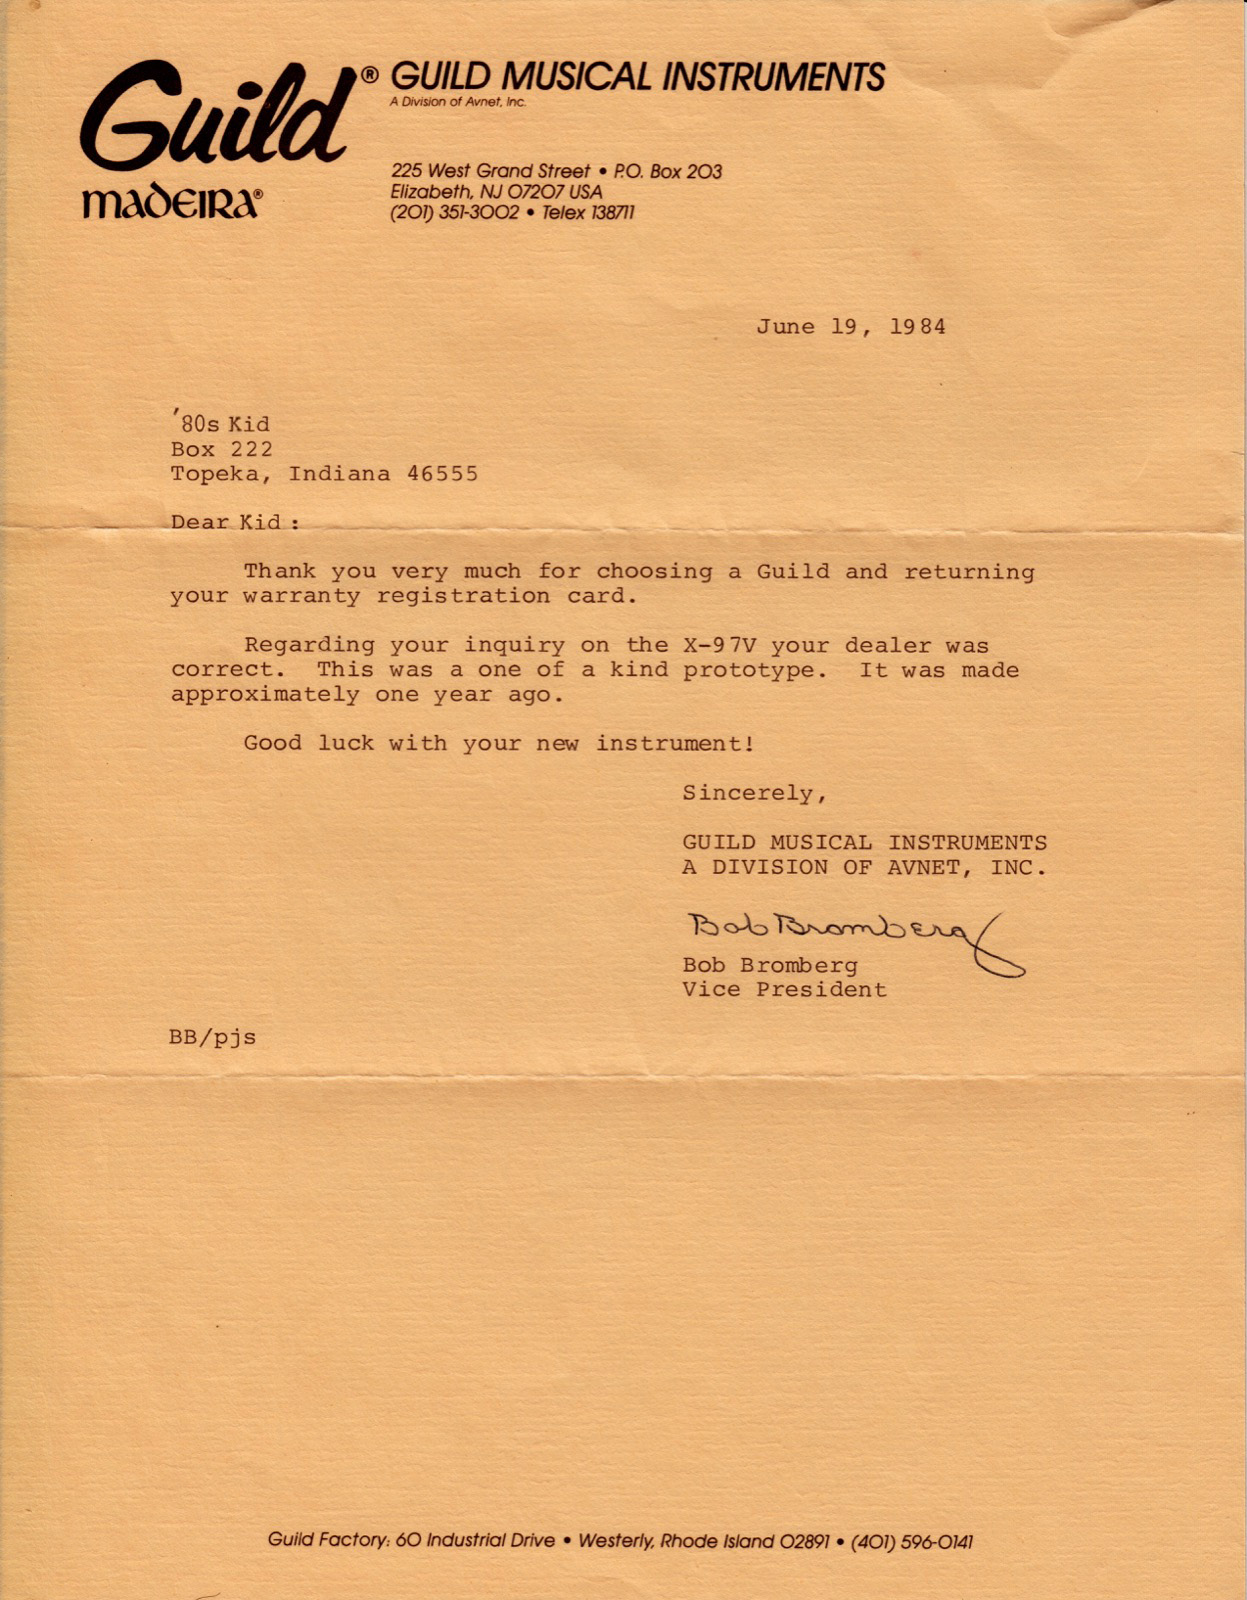 Guild® GUILD MUSICAL INSTRUMENTS
A Division of Avnet, Inc.
MADEIRA®
225 West Grand Street • P.O. Box 203
Elizabeth, NJ 07207 USA
(201) 351-3002 • Telex 138711
June 19, 1984
'80s Kid
Box 222
Topeka, Indiana 46555
Dear Kid :
Thank you very much for choosing a Guild and returning
your warranty registration card.
Regarding your inquiry on the X-97V your dealer was
correct. This was a one of a kind prototype. It was made
approximately one year ago.
Good luck with your new instrument!
Sincerely,
GUILD MUSICAL INSTRUMENTS
A DIVISION OF AVNET, INC.
Bob Bromberg
Bob Bromberg
Vice President
BB/pjs
Guild Factory: 60 Industrial Drive • Westerly, Rhode Island 02891 • (401) 596-0141